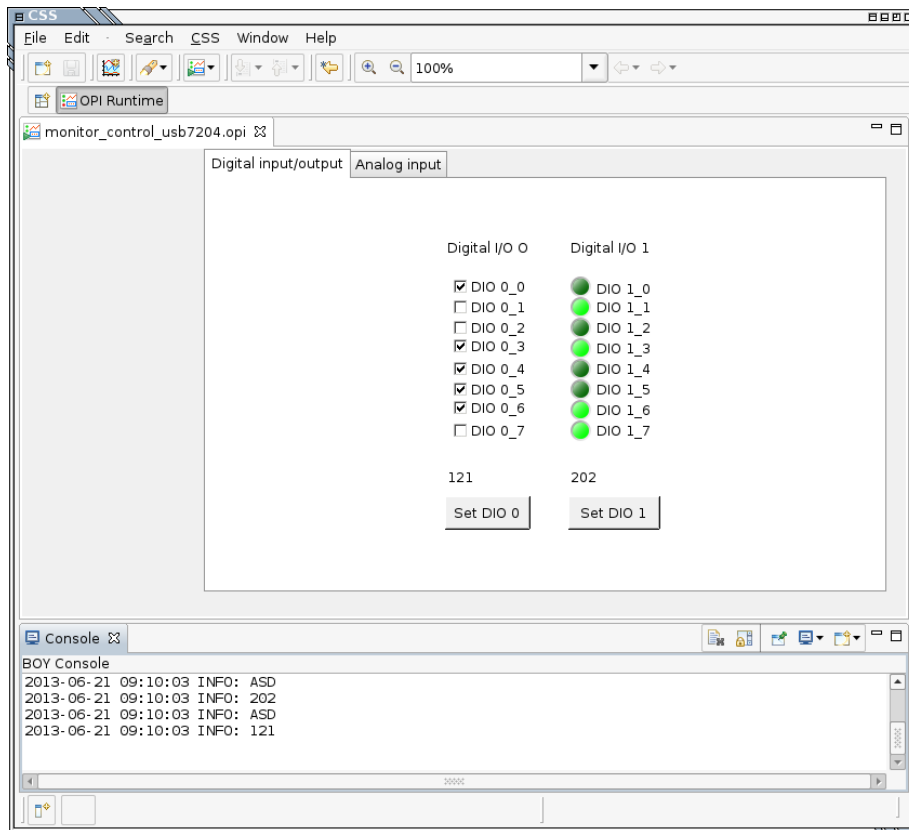 CSS
File Edit · Search CSS Window Help
100%
OPI Runtime
monitor_control_usb7204.opi
Digital input/output Analog input
Digital I/O O Digital I/O 1
DIO 0_0 DIO 1_0
DIO 0_1 DIO 1_1
DIO 0_2 DIO 1_2
DIO 0_3 DIO 1_3
DIO 0_4 DIO 1_4
DIO 0_5 DIO 1_5
DIO 0_6 DIO 1_6
DIO 0_7 DIO 1_7
121 202
Set DIO 0 Set DIO 1
Console
BOY Console
2013-06-21 09:10:03 INFO: ASD
2013-06-21 09:10:03 INFO: 202
2013-06-21 09:10:03 INFO: ASD
2013-06-21 09:10:03 INFO: 121